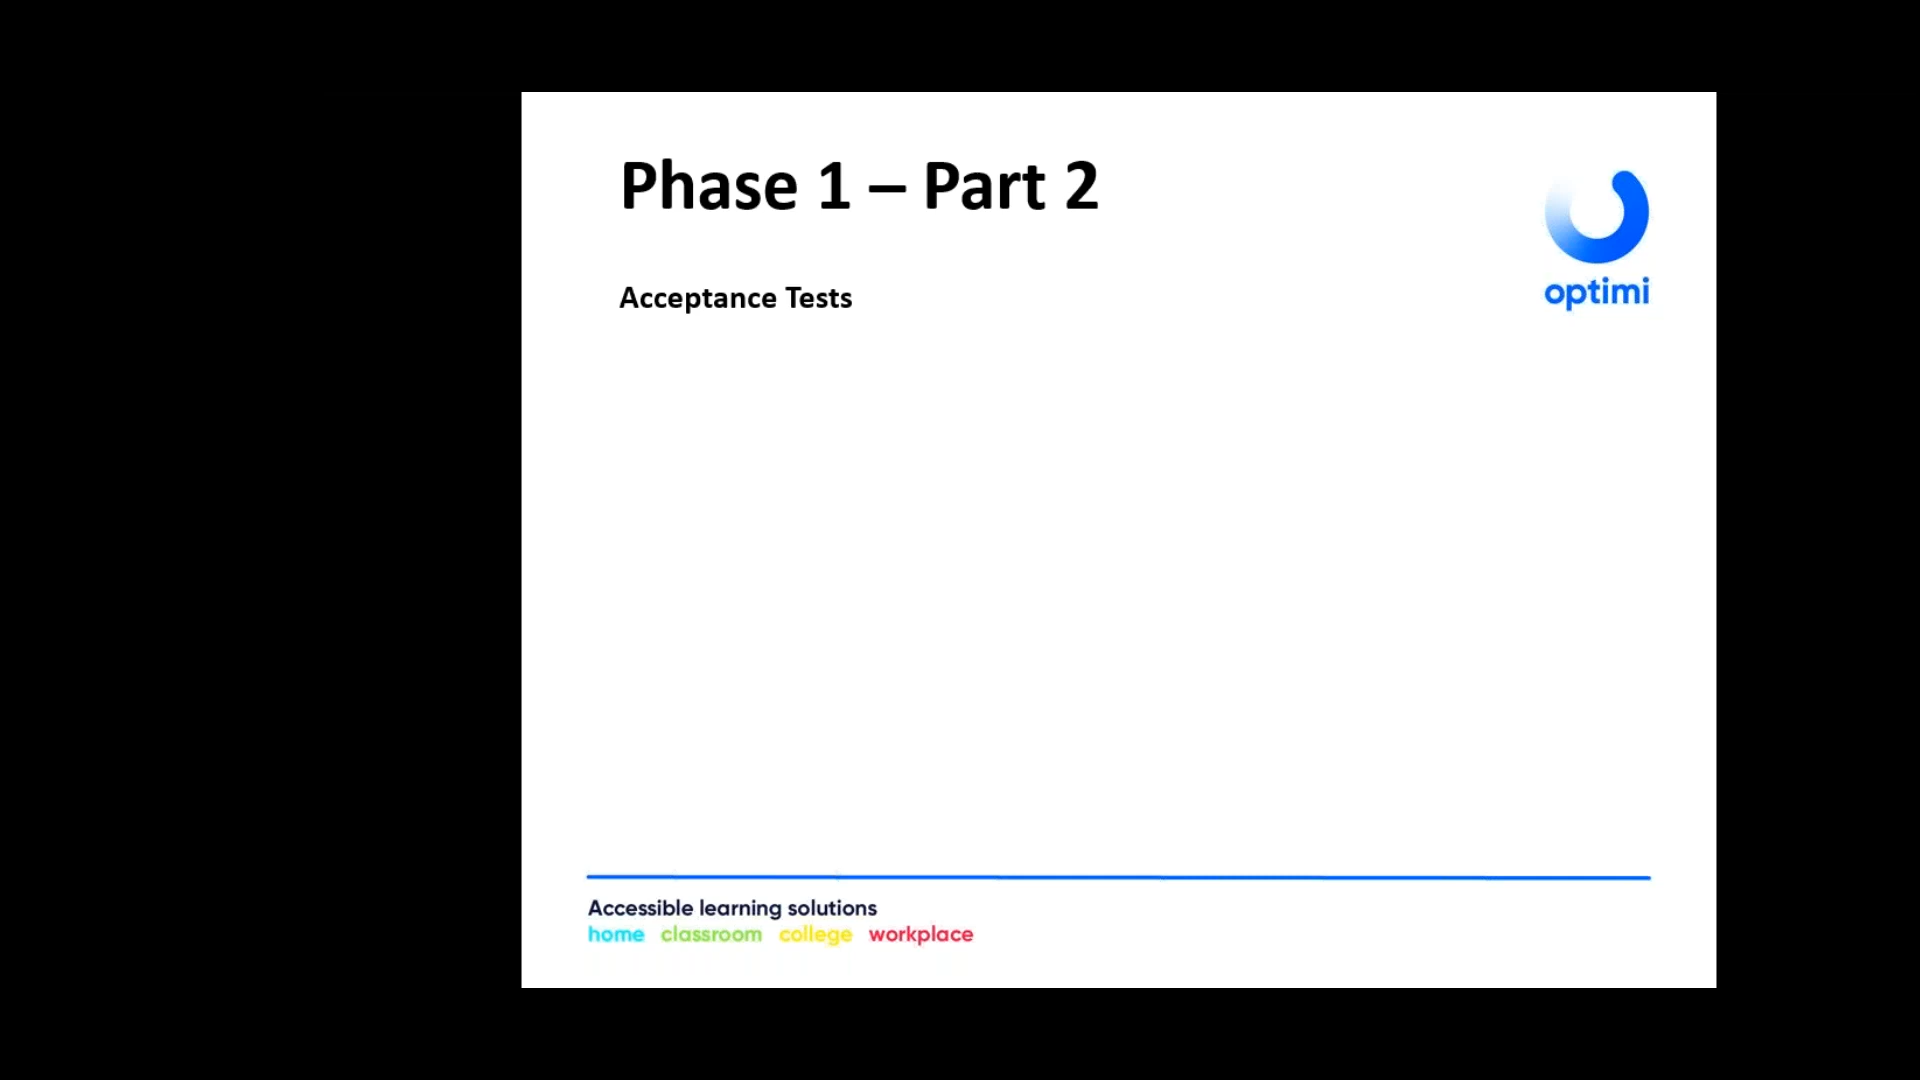 Phase 1 – Part 2
optimi
Acceptance Tests
Accessible learning solutions
home classroom college workplace